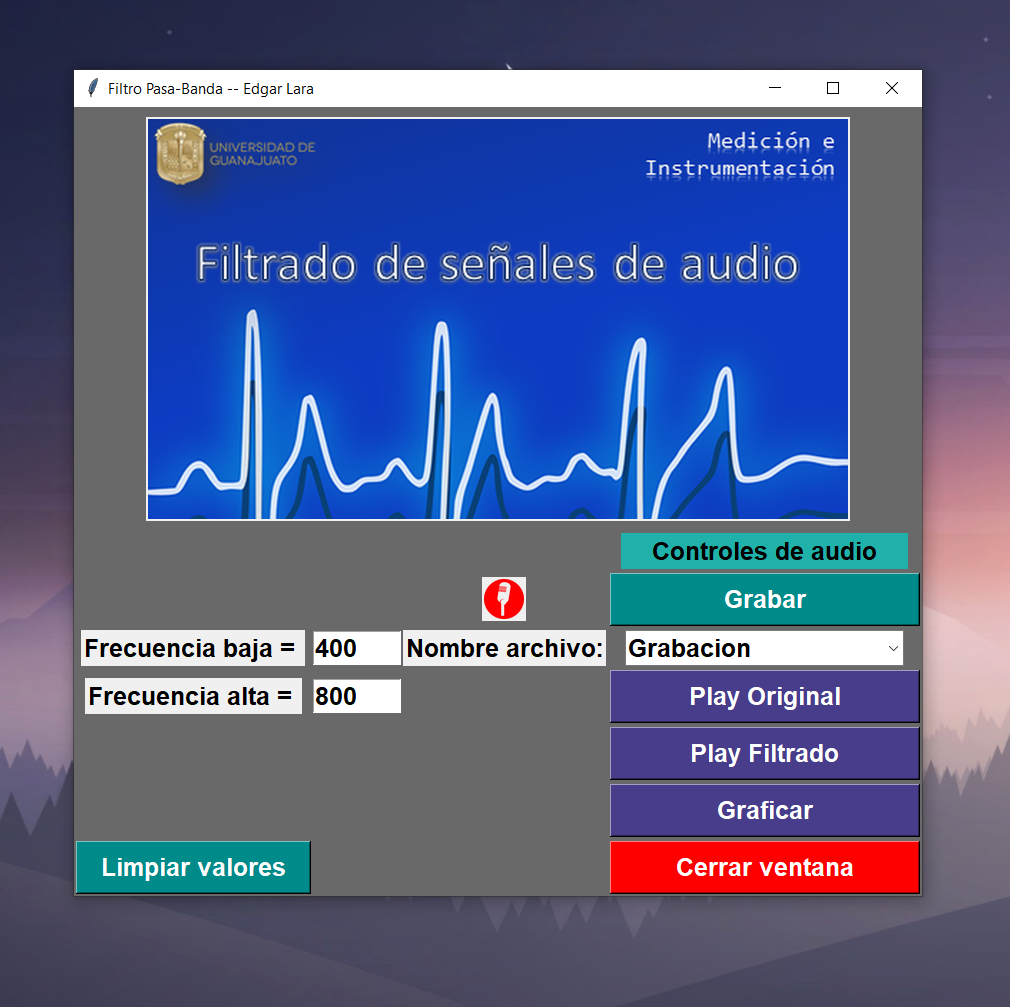 Filtro Pasa-Banda -- Edgar Lara
UNIVERSIDAD DE
GUANAJUATO
Medición e
Instrumentación
Filtrado de señales de audio
Controles de audio
Grabar
Frecuencia baja = 400
Nombre archivo: Grabacion
Frecuencia alta = 800
Play Original
Play Filtrado
Graficar
Limpiar valores
Cerrar ventana